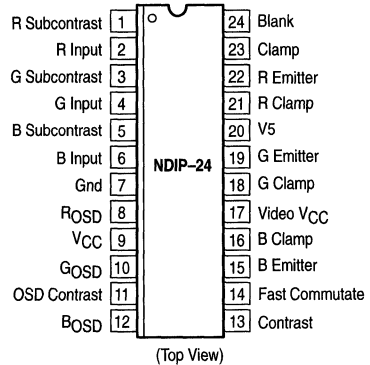 R Subcontrast 1 24 Blank
R Input 2 23 Clamp
G Subcontrast 3 22 R Emitter
G Input 4 21 R Clamp
B Subcontrast 5 20 V5
B Input 6 19 G Emitter
NDIP–24
Gnd 7 18 G Clamp
ROSD 8 17 Video VCC
VCC 9 16 B Clamp
GOSD 10 15 B Emitter
OSD Contrast 11 14 Fast Commutate
BOSD 12 13 Contrast
(Top View)